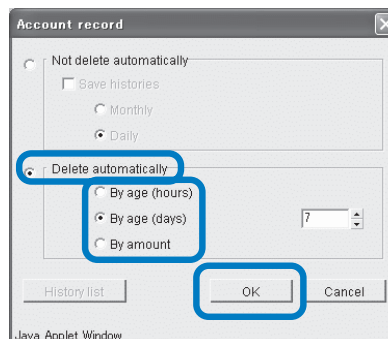 Account record
Not delete automatically
Save histories
Monthly
Daily
Delete automatically
By age (hours)
By age (days)
7
By amount
History list
OK
Cancel
Java Applet Window